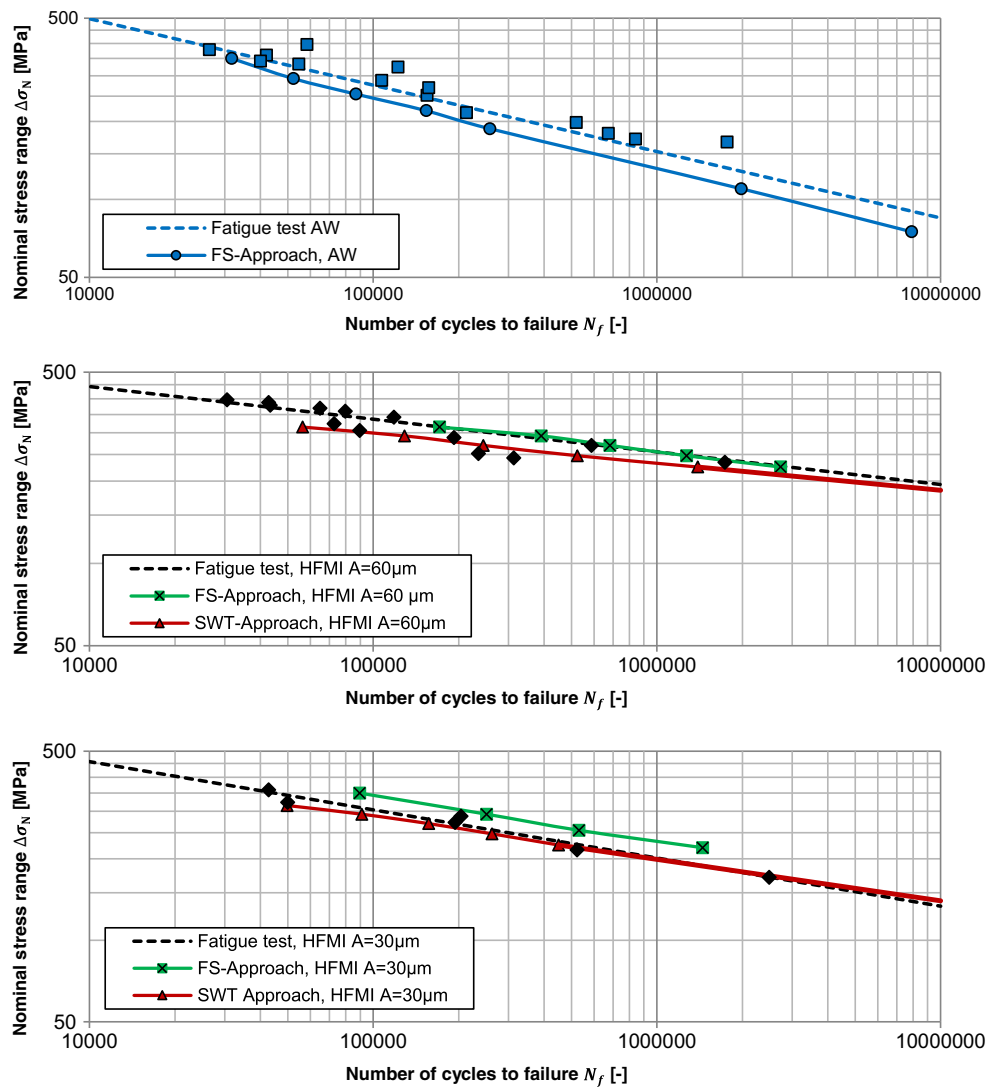 Nominal stress range Δσ_N [MPa]
500
50
10000
100000
1000000
10000000
Fatigue test AW
FS-Approach, AW
Number of cycles to failure N_f [-]
Nominal stress range Δσ_N [MPa]
500
50
10000
100000
1000000
10000000
Fatigue test, HFMI A=60µm
FS-Approach, HFMI A=60 µm
SWT-Approach, HFMI A=60µm
Number of cycles to failure N_f [-]
Nominal stress range Δσ_N [MPa]
500
50
10000
100000
1000000
10000000
Fatigue test, HFMI A=30µm
FS-Approach, HFMI A=30µm
SWT Approach, HFMI A=30µm
Number of cycles to failure N_f [-]